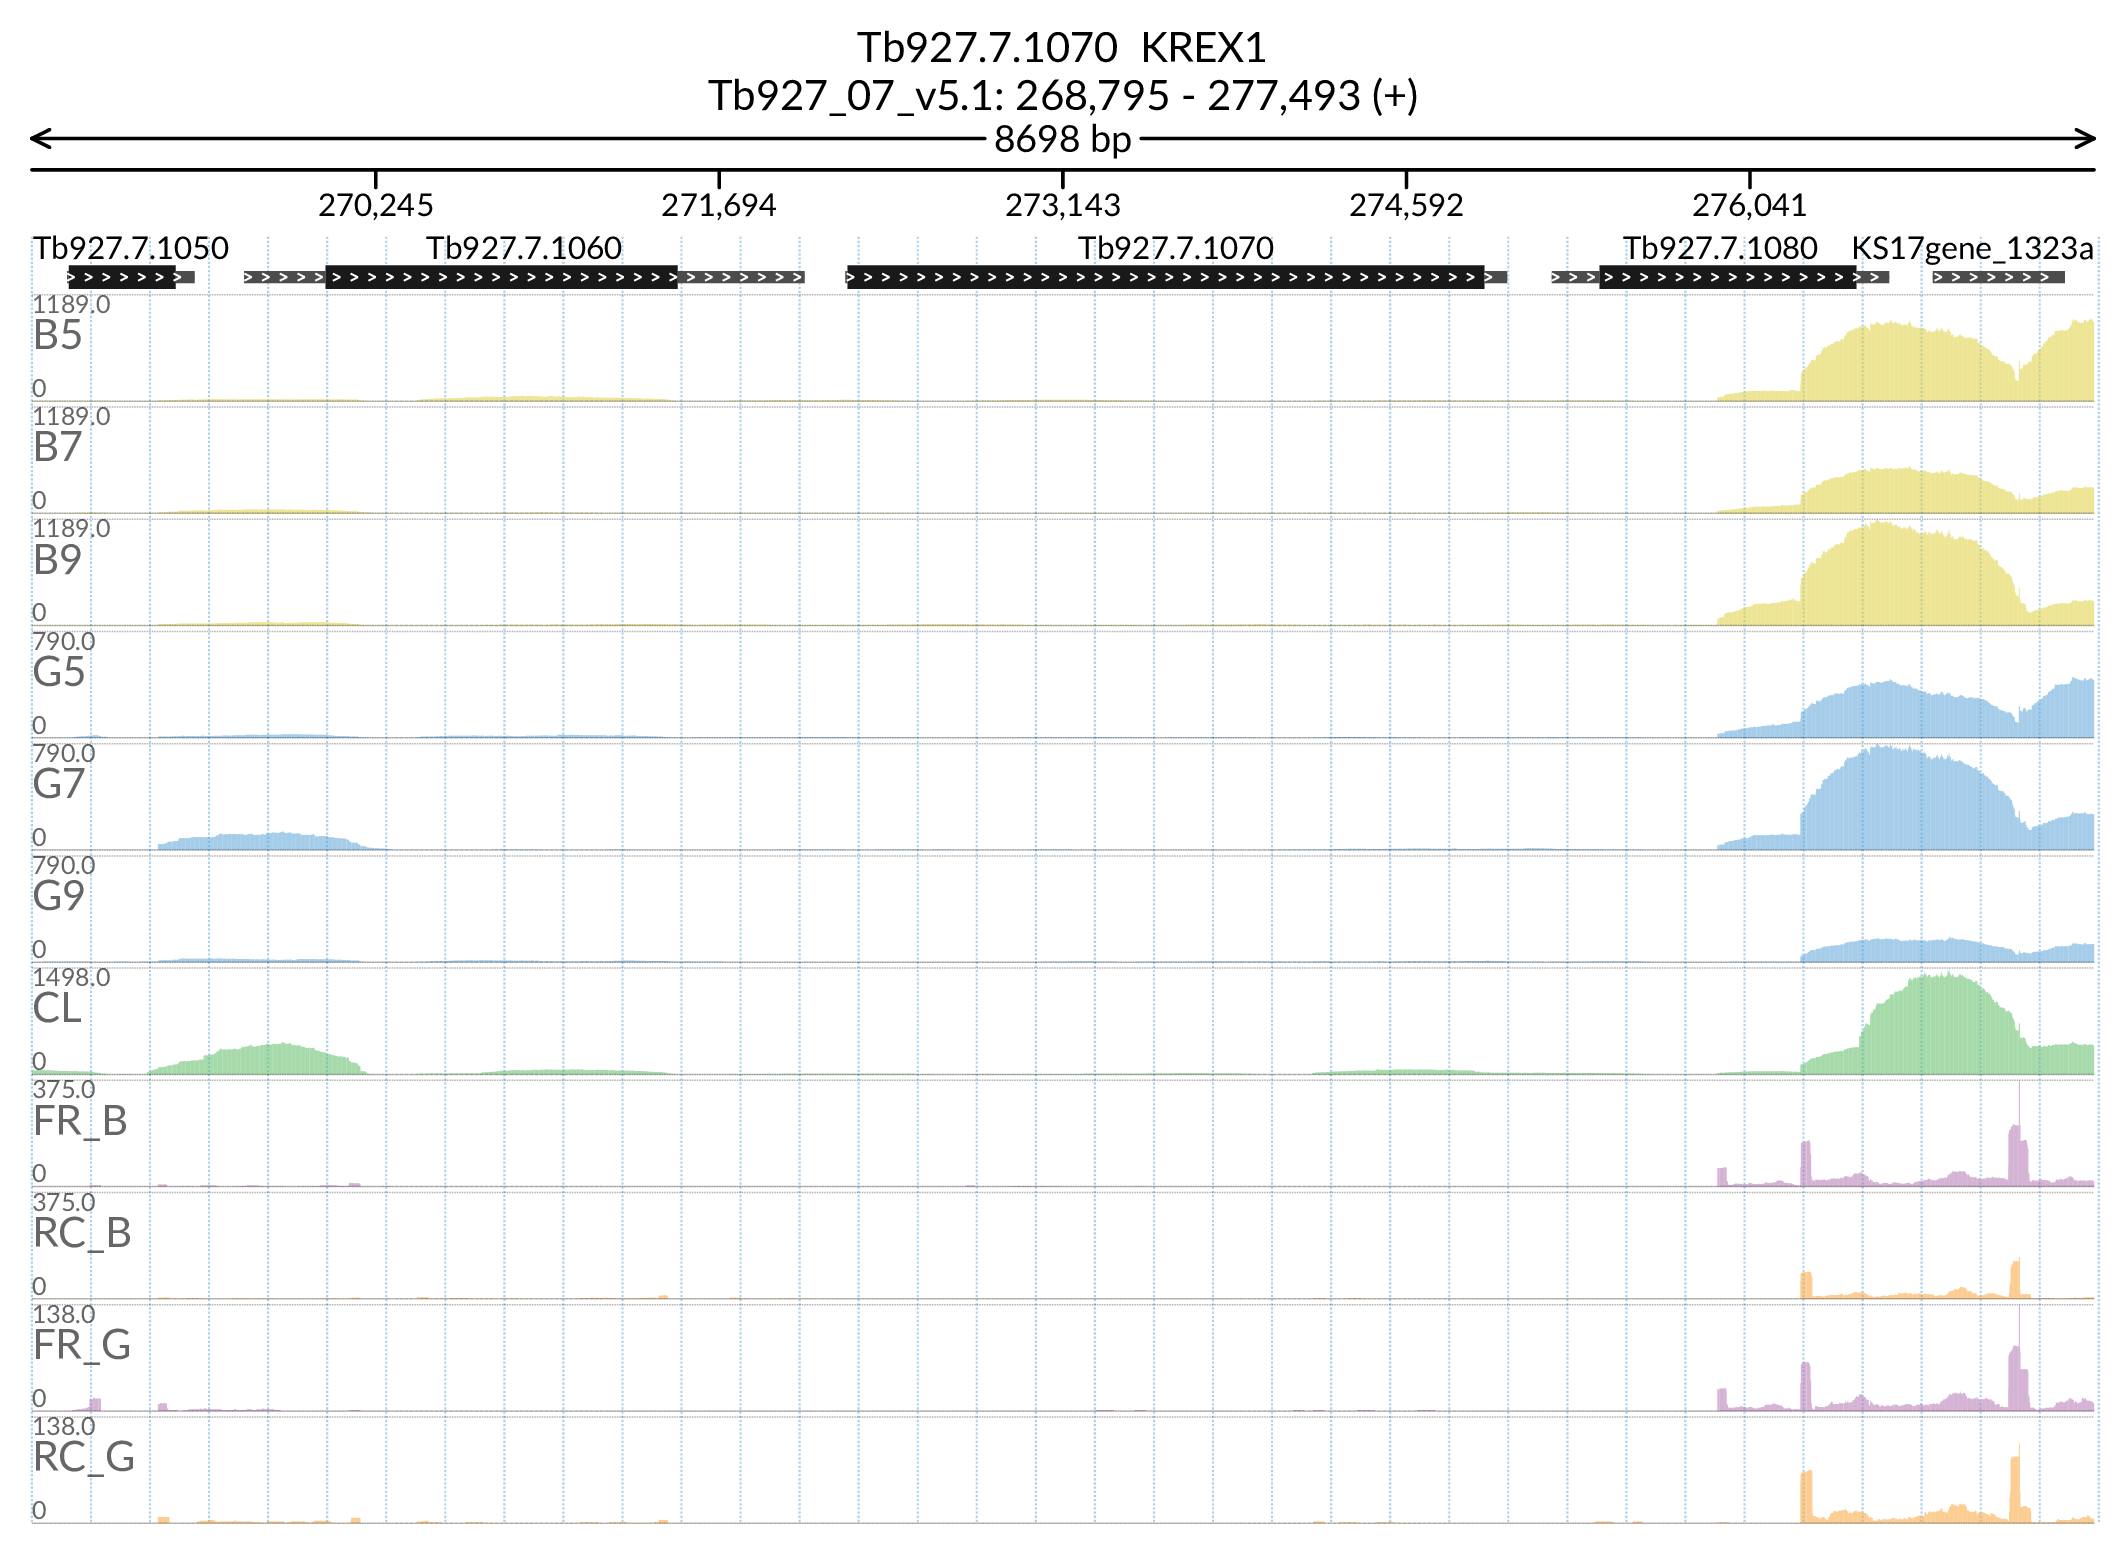 Tb927.7.1070 KREX1
Tb927_07_v5.1: 268,795 - 277,493 (+)
8698 bp
270,245 271,694 273,143 274,592 276,041
Tb927.7.1050 Tb927.7.1060 Tb927.7.1070 Tb927.7.1080 KS17gene_1323a
1189.0
B5
0
1189.0
B7
0
1189.0
B9
0
790.0
G5
0
790.0
G7
0
790.0
G9
0
1498.0
CL
0
375.0
FR_B
0
375.0
RC_B
0
138.0
FR_G
0
138.0
RC_G
0